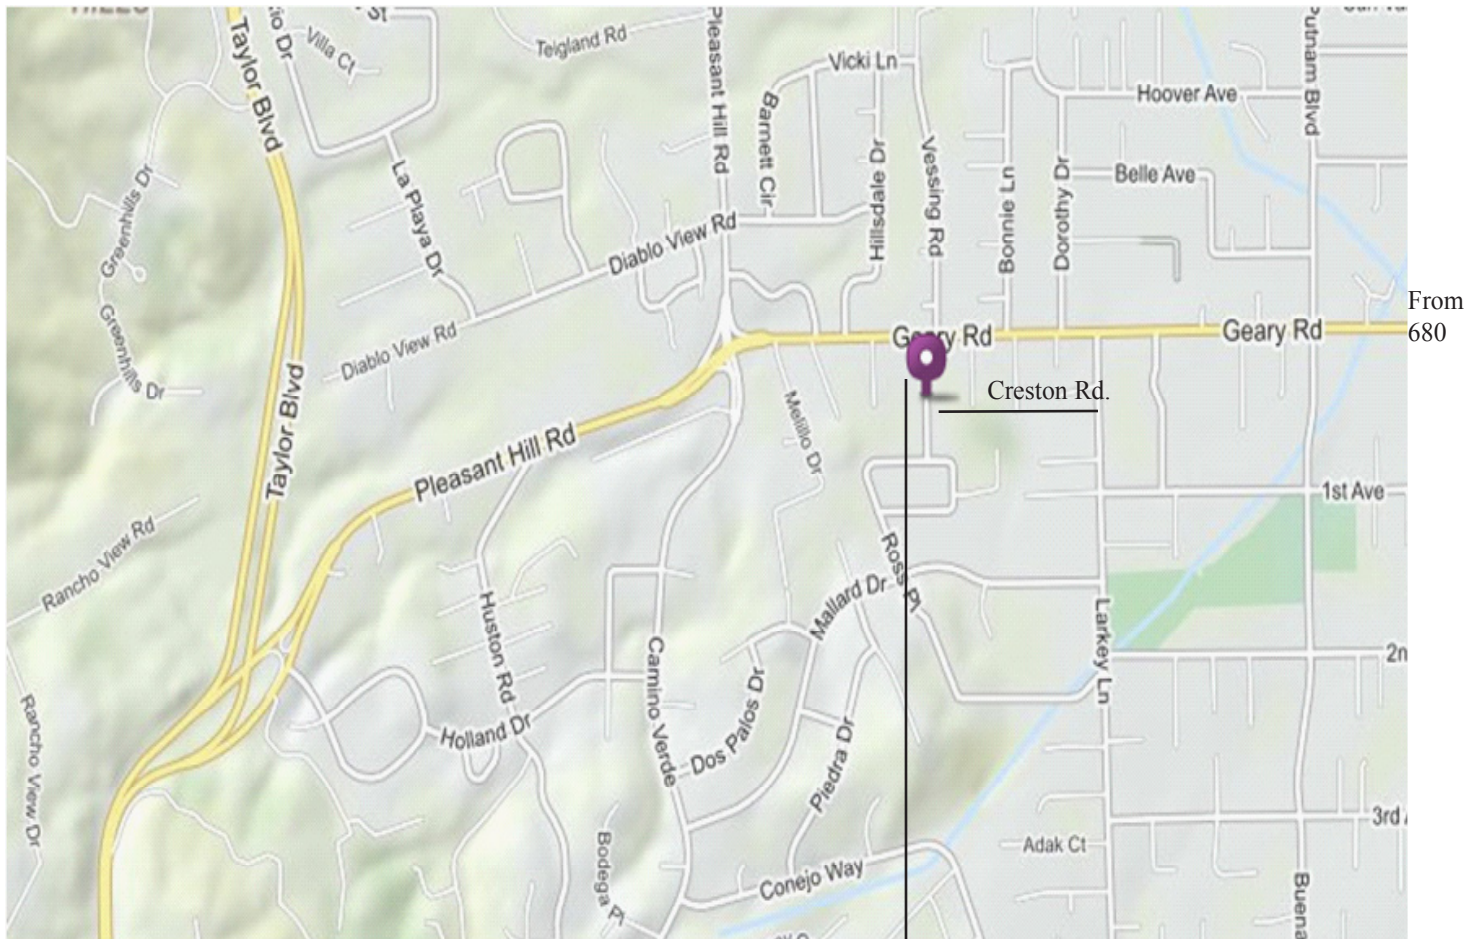 Taylor Blvd
Villa Ct
Teigland Rd
Pleasant Hill Rd
Vicki Ln
Hoover Ave
Putnam Blvd
Barnett Cir
Hillsdale Dr
Vessing Rd
Bonnie Ln
Dorothy Dr
Belle Ave
Greenhills Dr
La Playa Dr
Diablo View Rd
Greenhills Dr
Diablo View Rd
Geary Rd
Geary Rd
From
680
Creston Rd.
Taylor Blvd
Melillo Dr
Pleasant Hill Rd
1st Ave
Rancho View Rd
Ross Pl
Mallard Dr
Huston Rd
Larkey Ln
Camino Verde
2n
Rancho View Dr
Holland Dr
Dos Palos Dr
Piedra Dr
3rd
Bodega Pl
Adak Ct
Conejo Way
Buena